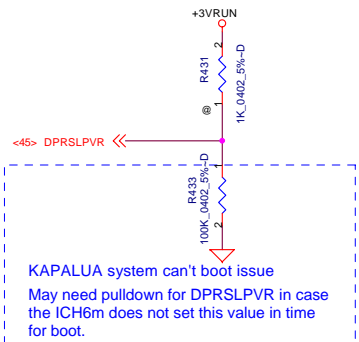 +3VRUN
2
R431
1K_0402_5%~D
1
@
<45> DPRSLPVR
1
R433
100K_0402_5%~D
2
KAPALUA system can't boot issue
May need pulldown for DPRSLPVR in case
the ICH6m does not set this value in time
for boot.